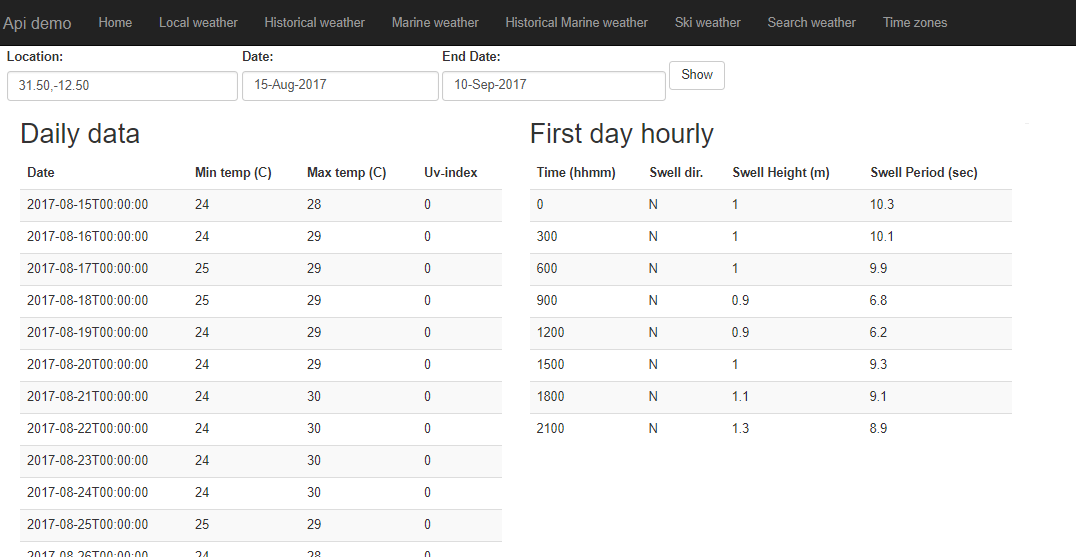 Api demo Home Local weather Historical weather Marine weather Historical Marine weather Ski weather Search weather Time zones
Location: Date: End Date:
31.50,-12.50 15-Aug-2017 10-Sep-2017 Show
Daily data
Date Min temp (C) Max temp (C) Uv-index
2017-08-15T00:00:00 24 28 0
2017-08-16T00:00:00 24 29 0
2017-08-17T00:00:00 25 29 0
2017-08-18T00:00:00 25 29 0
2017-08-19T00:00:00 24 29 0
2017-08-20T00:00:00 24 29 0
2017-08-21T00:00:00 24 30 0
2017-08-22T00:00:00 24 30 0
2017-08-23T00:00:00 24 30 0
2017-08-24T00:00:00 24 30 0
2017-08-25T00:00:00 25 29 0
2017-08-26T00:00:00 24 28 0
First day hourly
Time (hhmm) Swell dir. Swell Height (m) Swell Period (sec)
0 N 1 10.3
300 N 1 10.1
600 N 1 9.9
900 N 0.9 6.8
1200 N 0.9 6.2
1500 N 1 9.3
1800 N 1.1 9.1
2100 N 1.3 8.9